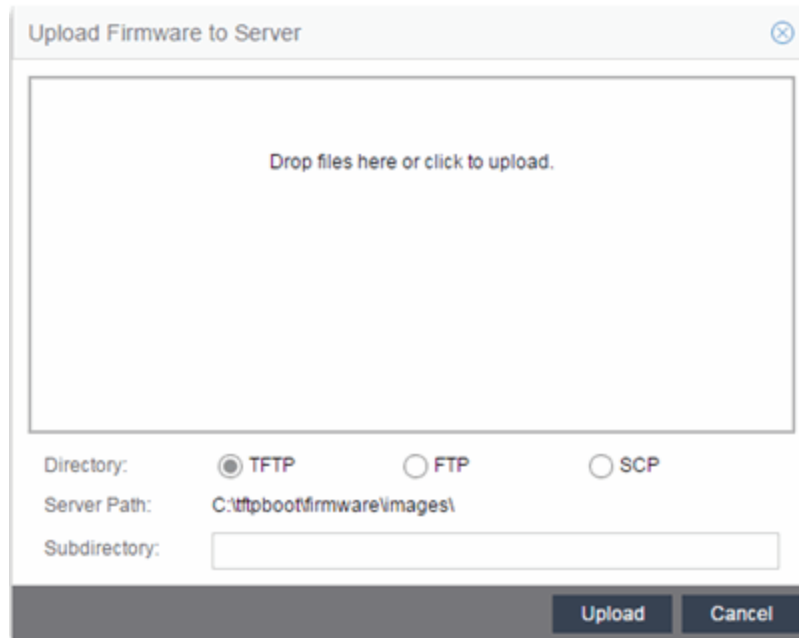 Upload Firmware to Server
Drop files here or click to upload.
Directory: TFTP FTP SCP
Server Path: C:\tftpboot\firmware\images\
Subdirectory:
Upload Cancel